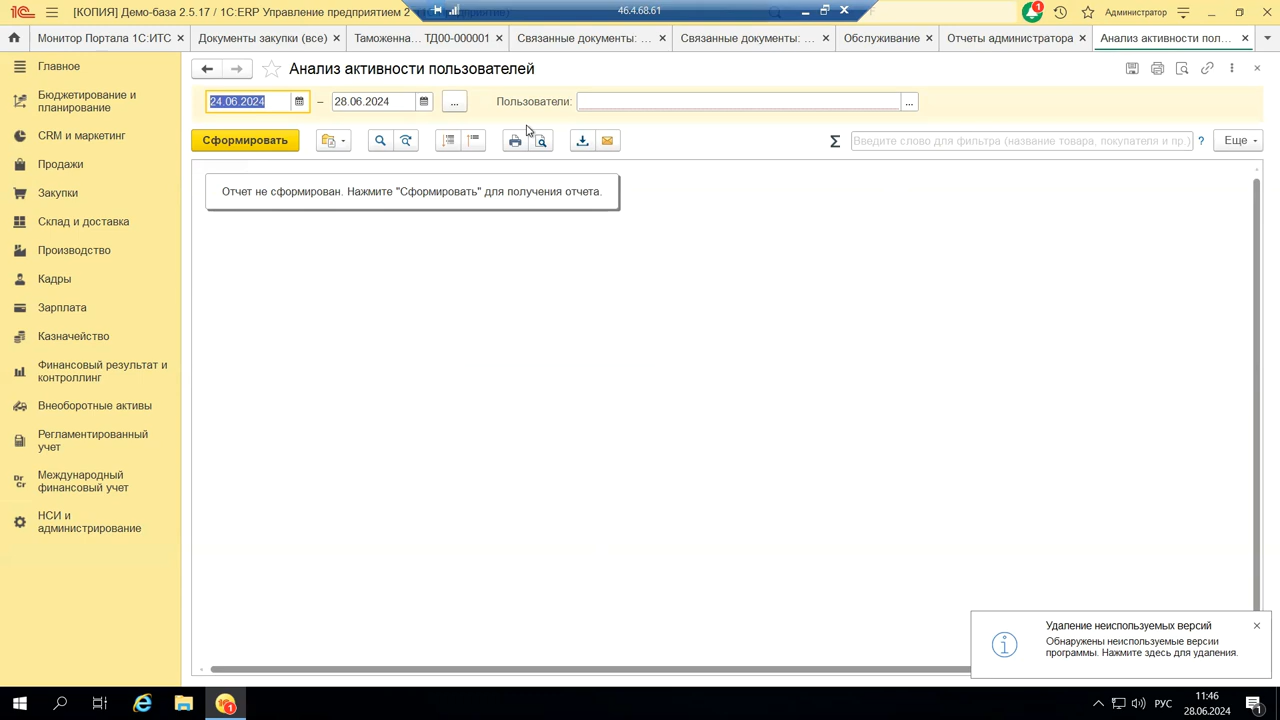 [КОПИЯ] Демо-база 2.5.17 / 1С:ERP Управление предприятием 2
46.4.68.61
1
Администратор
Монитор Портала 1С:ИТС
Документы закупки (все)
Таможенна... ТД00-000001
Связанные документы: ...
Связанные документы: ...
Обслуживание
Отчеты администратора
Анализ активности пол...
Главное
Бюджетирование и
планирование
CRM и маркетинг
Продажи
Закупки
Склад и доставка
Производство
Кадры
Зарплата
Казначейство
Финансовый результат и
контроллинг
Внеоборотные активы
Регламентированный
учет
Международный
финансовый учет
НСИ и
администрирование
Анализ активности пользователей
24.06.2024 – 28.06.2024 ... Пользователи: ...
Сформировать
Σ
Введите слово для фильтра (название товара, покупателя и пр.)
?
Еще
Отчет не сформирован. Нажмите "Сформировать" для получения отчета.
Удаление неиспользуемых версий
Обнаружены неиспользуемые версии
программы. Нажмите здесь для удаления.
РУС
11:46
28.06.2024
1
1